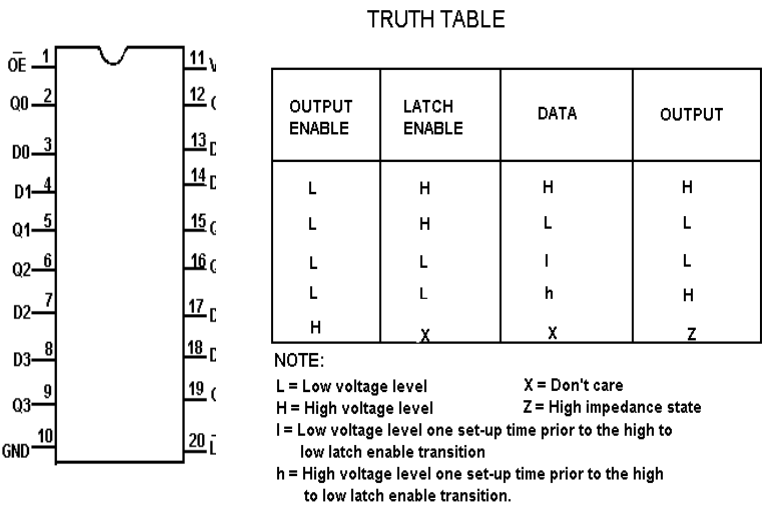 TRUTH TABLE
OE 1
Q0 2
D0 3
D1 4
Q1 5
Q2 6
D2 7
D3 8
Q3 9
GND 10
11
12
13
14
15
16
17
18
19
20
OUTPUT ENABLE LATCH ENABLE DATA OUTPUT
L H H H
L H L L
L L l L
L L h H
H X X Z
NOTE:
L = Low voltage level X = Don't care
H = High voltage level Z = High impedance state
l = Low voltage level one set-up time prior to the high to
low latch enable transition
h = High voltage level one set-up time prior to the high
to low latch enable transition.